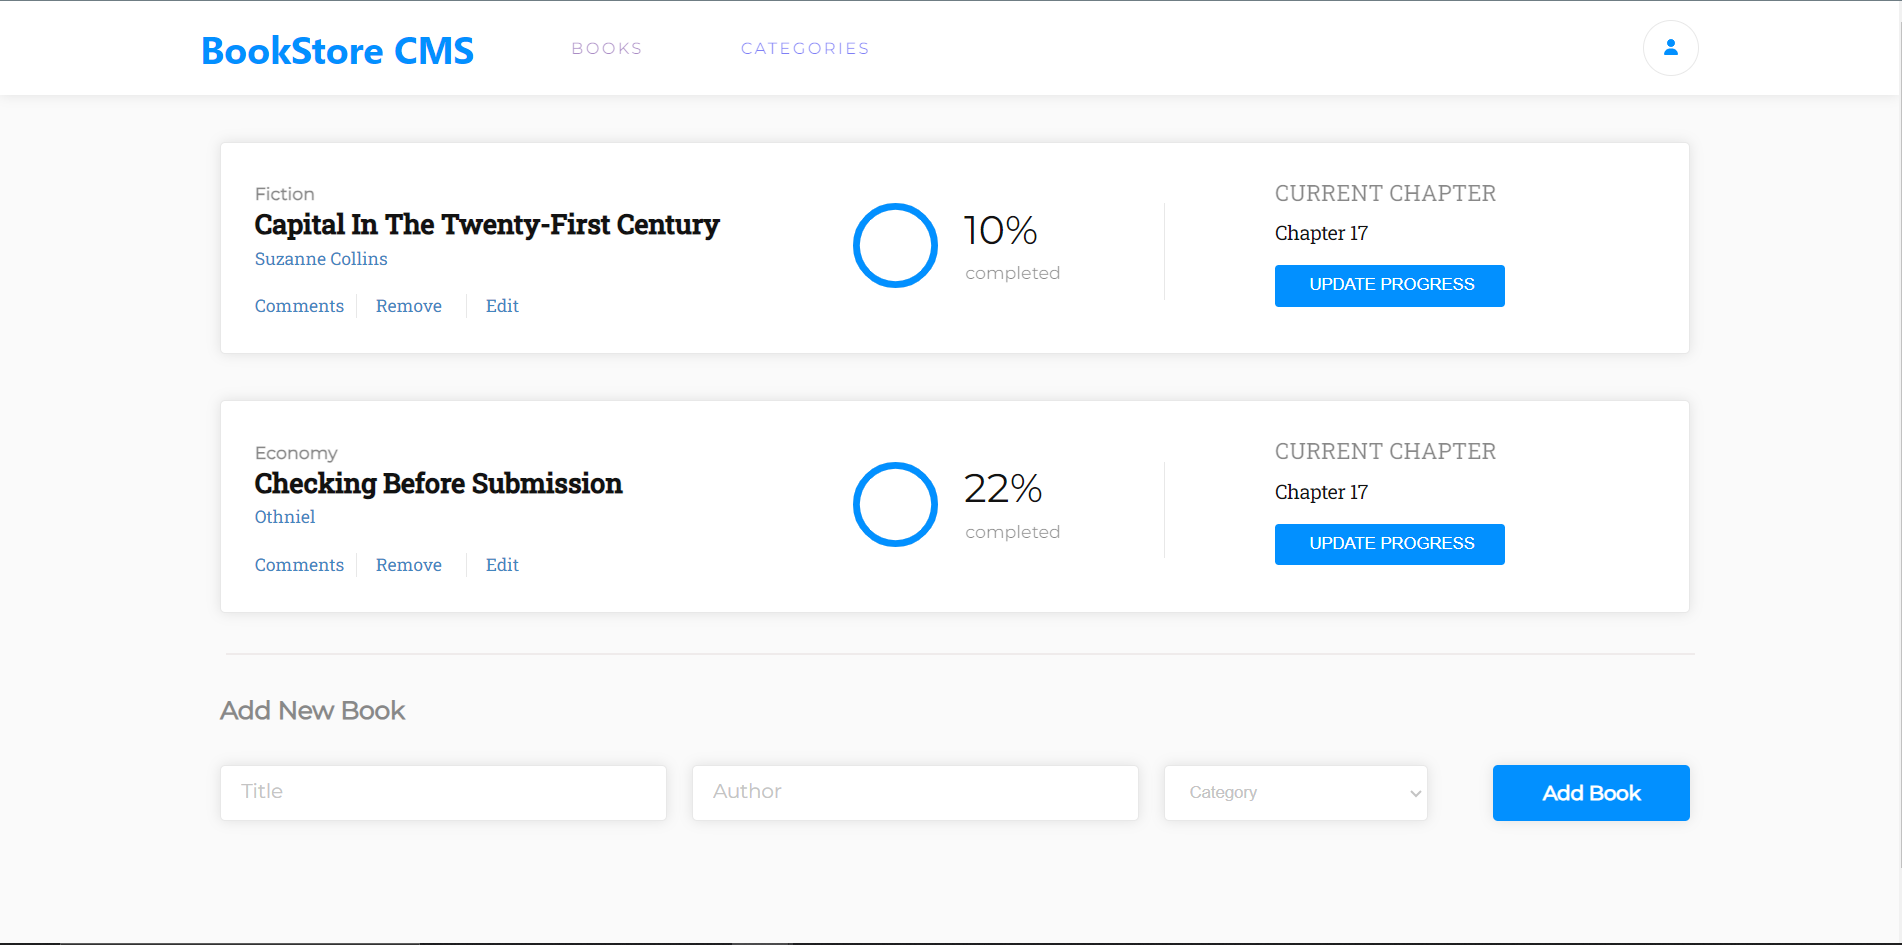 BookStore CMS
BOOKS
CATEGORIES
Fiction
Capital In The Twenty-First Century
Suzanne Collins
Comments
Remove
Edit
10%
completed
CURRENT CHAPTER
Chapter 17
UPDATE PROGRESS
Economy
Checking Before Submission
Othniel
Comments
Remove
Edit
22%
completed
CURRENT CHAPTER
Chapter 17
UPDATE PROGRESS
Add New Book
Title
Author
Category
Add Book